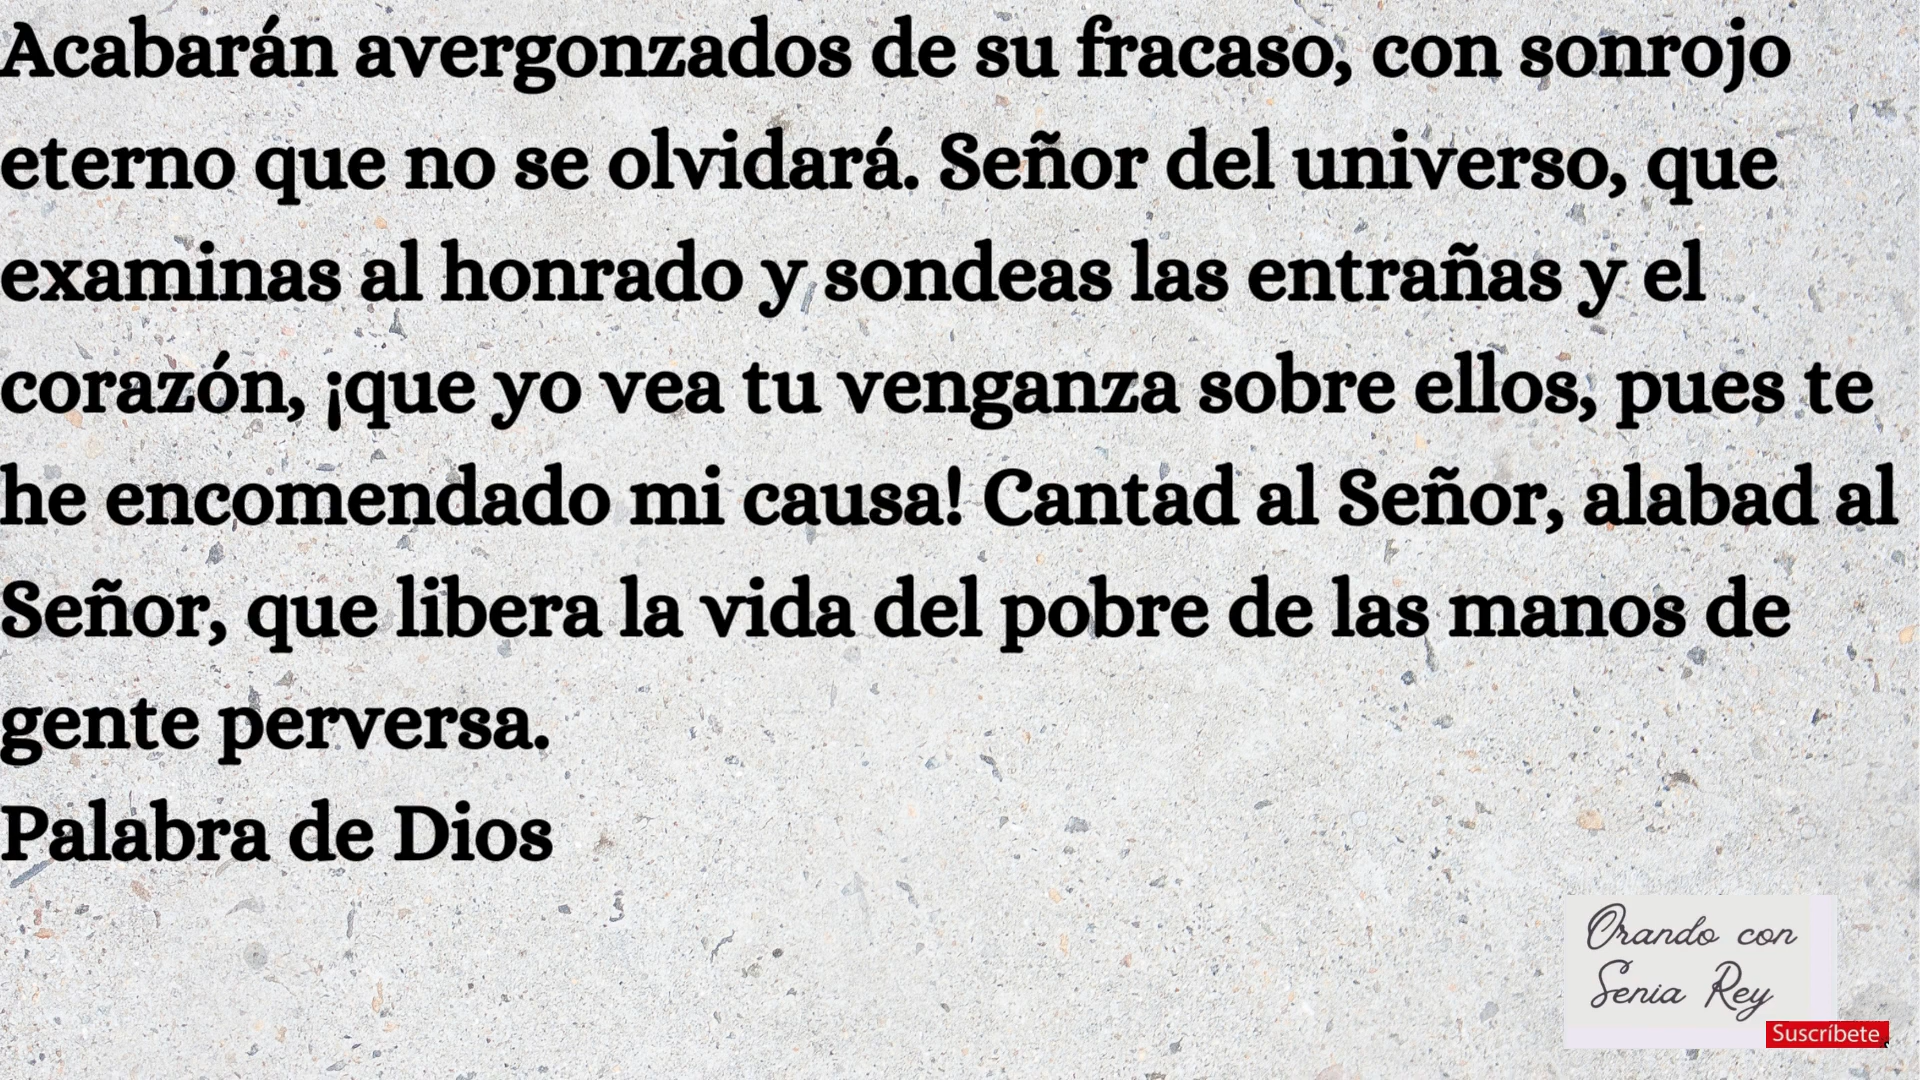 Acabarán avergonzados de su fracaso, con sonrojo
eterno que no se olvidará. Señor del universo, que
examinas al honrado y sondeas las entrañas y el
corazón, ¡que yo vea tu venganza sobre ellos, pues te
he encomendado mi causa! Cantad al Señor, alabad al
Señor, que libera la vida del pobre de las manos de
gente perversa.
Palabra de Dios
Orando con
Senia Rey
Suscríbete